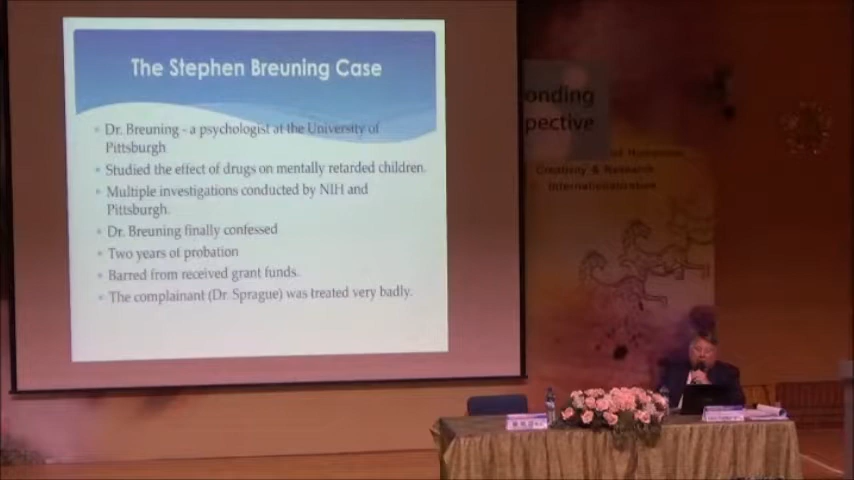 The Stephen Breuning Case
Dr. Breuning - a psychologist at the University of
Pittsburgh
Studied the effect of drugs on mentally retarded children.
Multiple investigations conducted by NIH and
Pittsburgh.
Dr. Breuning finally confessed
Two years of probation
Barred from received grant funds.
The complainant (Dr. Sprague) was treated very badly.
onding
pective
Creativity & Research
Internationalization